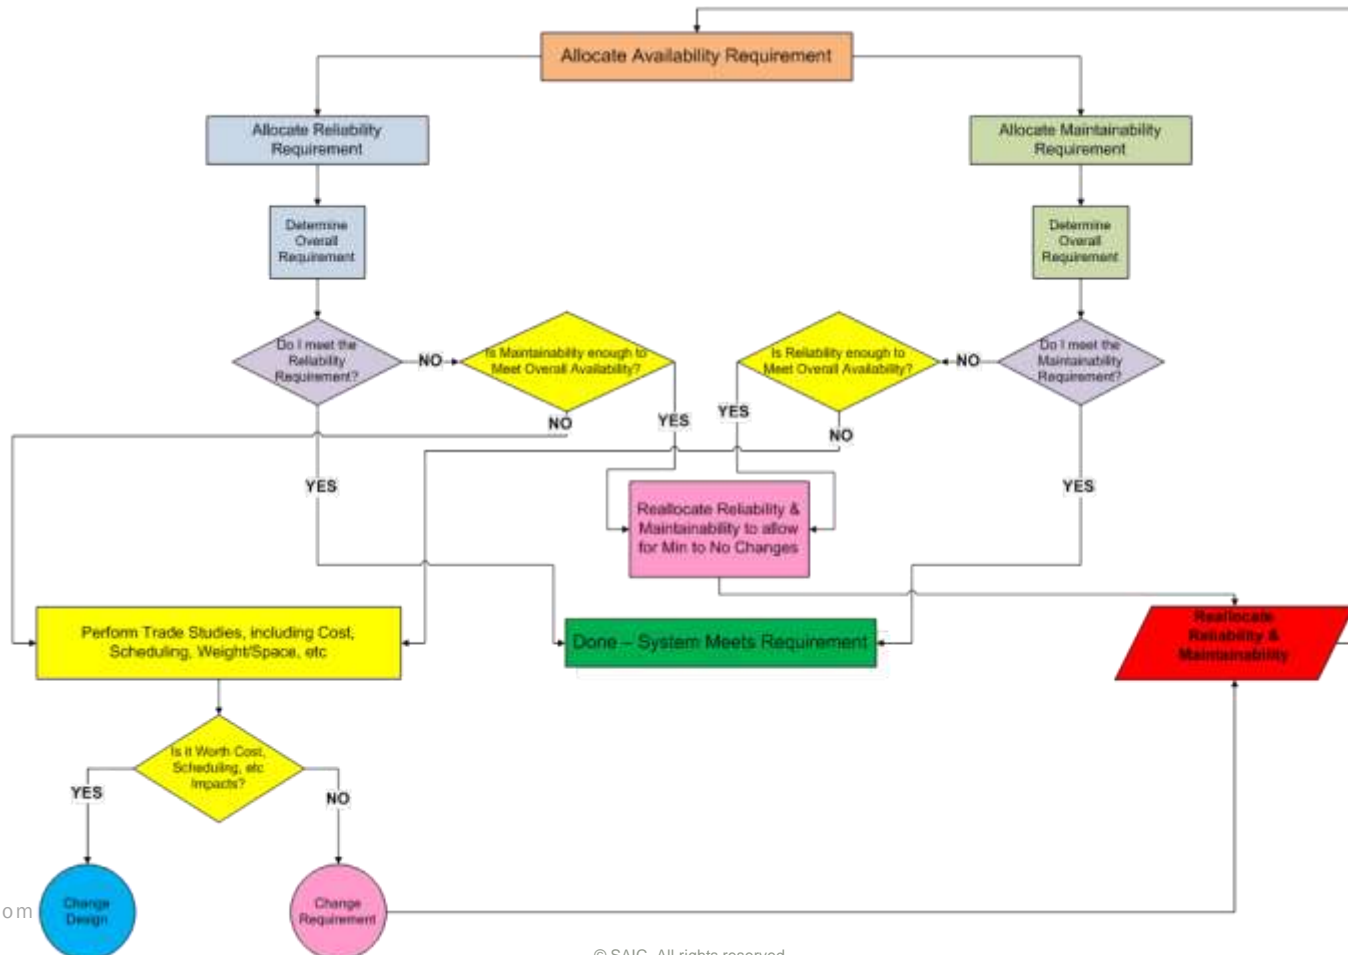 Allocate Availability Requirement
Allocate Reliability
Requirement
Allocate Maintainability
Requirement
Determine
Overall
Requirement
Determine
Overall
Requirement
Do I meet the
Reliability
Requirement?
NO
Is Maintainability enough to
Meet Overall Availability?
Is Reliability enough to
Meet Overall Availability?
NO
Do I meet the
Maintainability
Requirement?
NO
YES
YES
NO
YES
YES
Reallocate Reliability &
Maintainability to allow
for Min to No Changes
Perform Trade Studies, including Cost,
Scheduling, Weight/Space, etc
Done – System Meets Requirement
Reallocate
Reliability &
Maintainability
Is it Worth Cost,
Scheduling, etc
Impacts?
YES
NO
Change
Design
Change
Requirement
om
© SAIC. All rights reserved